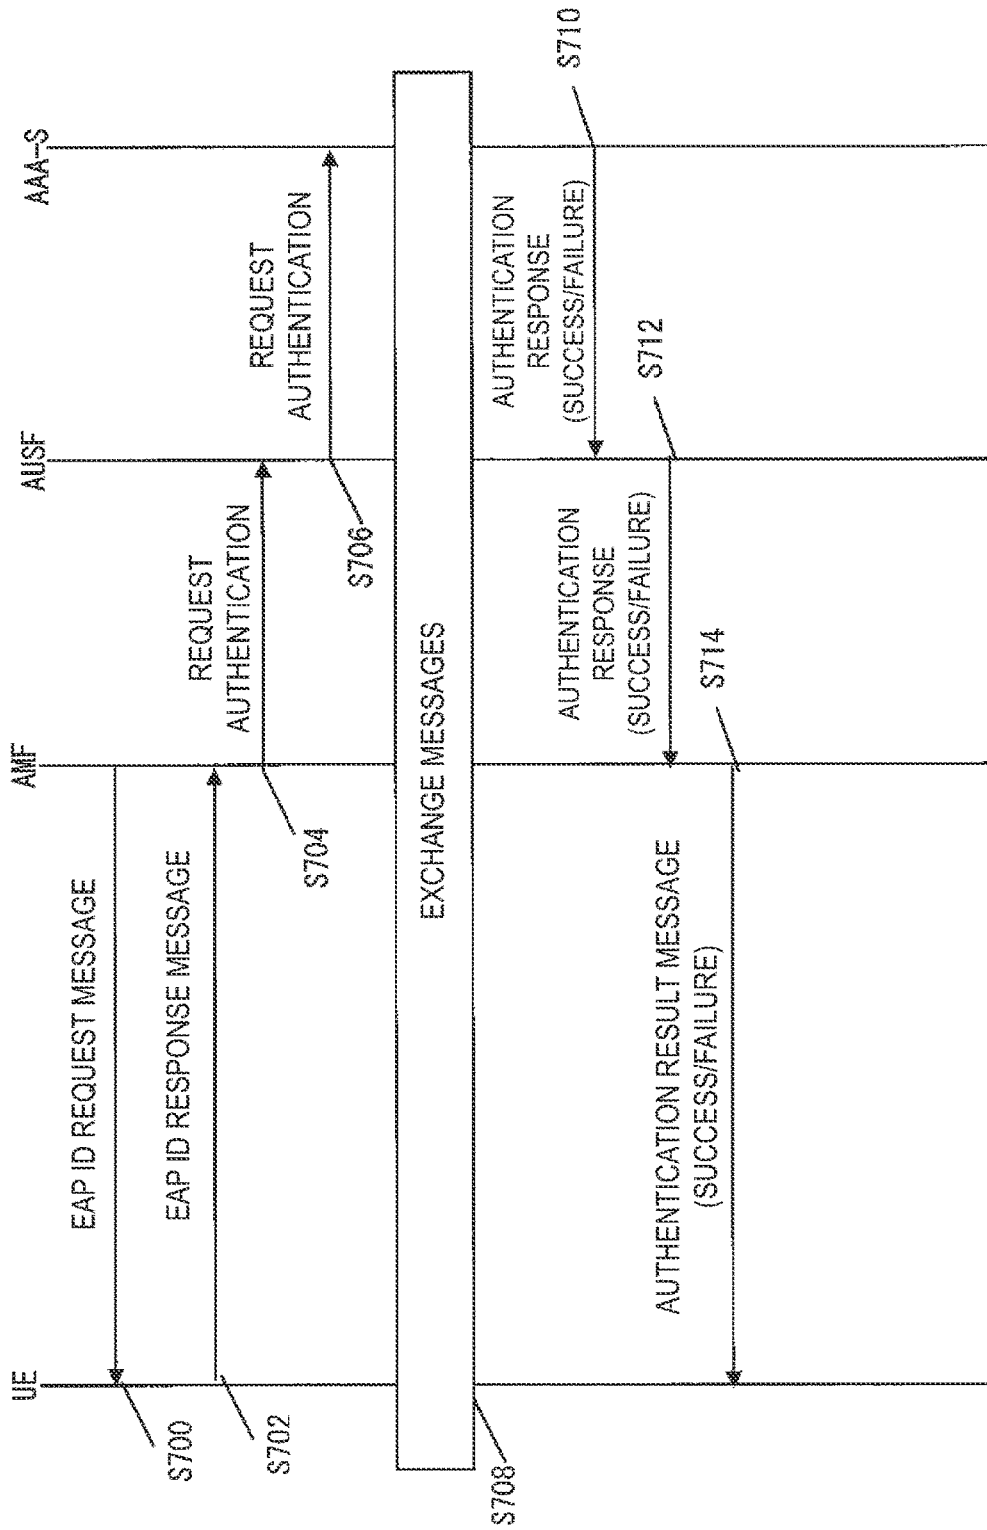 UE
AMF
AUSF
AAA-S
EAP ID REQUEST MESSAGE
S700
EAP ID RESPONSE MESSAGE
S702
REQUEST
AUTHENTICATION
S704
REQUEST
AUTHENTICATION
S706
EXCHANGE MESSAGES
S708
AUTHENTICATION
RESPONSE
(SUCCESS/FAILURE)
S710
AUTHENTICATION
RESPONSE
(SUCCESS/FAILURE)
S712
AUTHENTICATION RESULT MESSAGE
(SUCCESS/FAILURE)
S714